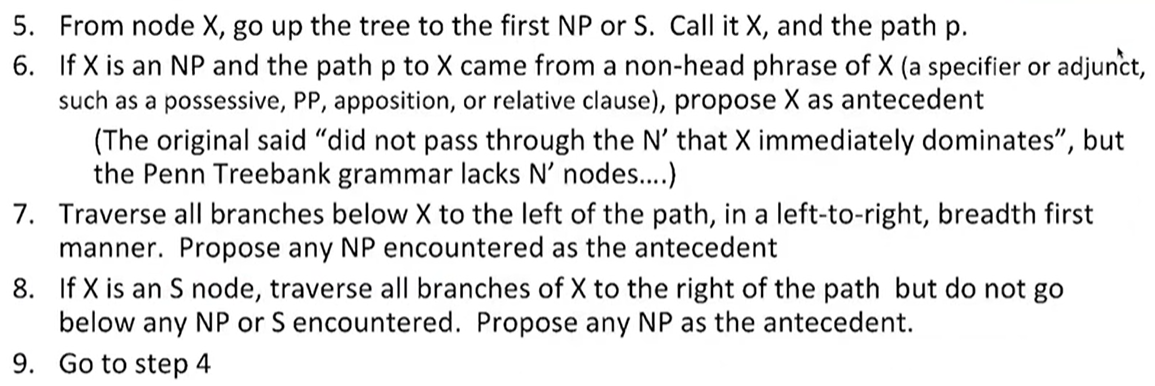 5. From node X, go up the tree to the first NP or S.  Call it X, and the path p.
6. If X is an NP and the path p to X came from a non-head phrase of X (a specifier or adjunct,
such as a possessive, PP, apposition, or relative clause), propose X as antecedent
(The original said “did not pass through the N′ that X immediately dominates”, but
the Penn Treebank grammar lacks N′ nodes....)
7. Traverse all branches below X to the left of the path, in a left-to-right, breadth first
manner.  Propose any NP encountered as the antecedent
8. If X is an S node, traverse all branches of X to the right of the path  but do not go
below any NP or S encountered.  Propose any NP as the antecedent.
9. Go to step 4